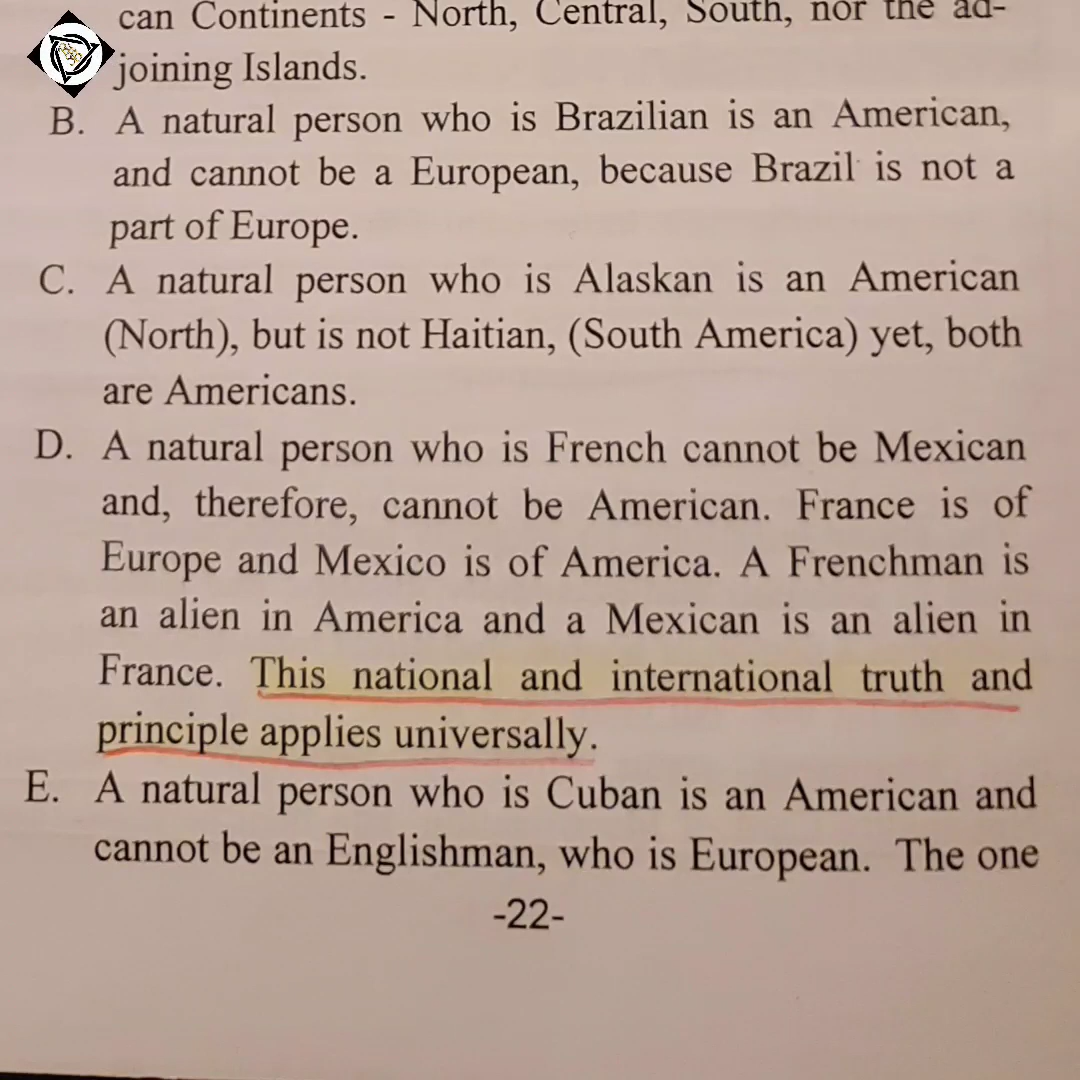 can Continents - North, Central, South, nor the ad-
joining Islands.
B. A natural person who is Brazilian is an American,
and cannot be a European, because Brazil is not a
part of Europe.
C. A natural person who is Alaskan is an American
(North), but is not Haitian, (South America) yet, both
are Americans.
D. A natural person who is French cannot be Mexican
and, therefore, cannot be American. France is of
Europe and Mexico is of America. A Frenchman is
an alien in America and a Mexican is an alien in
France. This national and international truth and
principle applies universally.
E. A natural person who is Cuban is an American and
cannot be an Englishman, who is European. The one
-22-